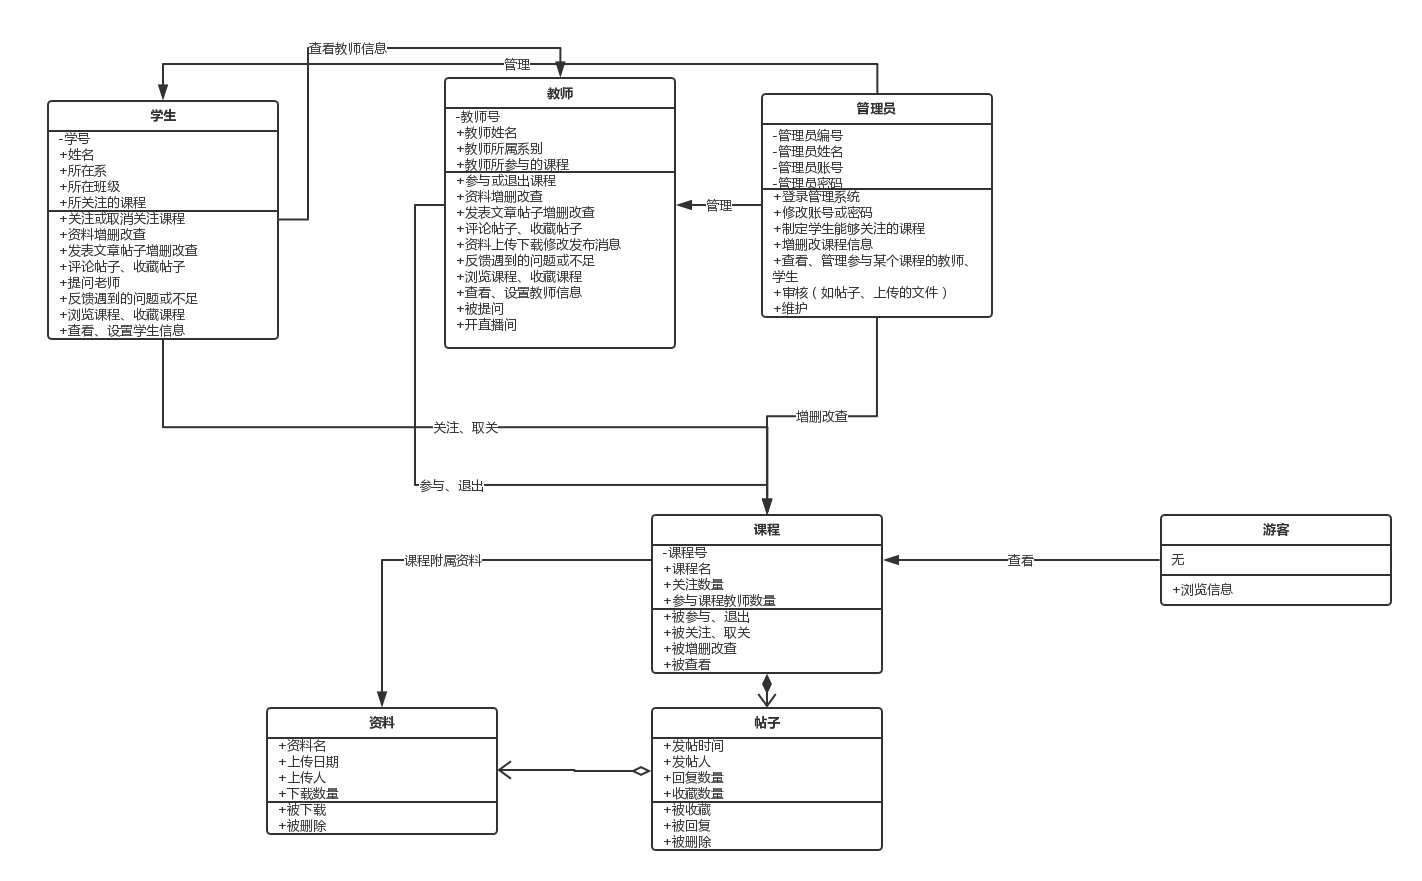 查看教师信息
管理
学生
-学号
+姓名
+所在系
+所在班级
+所关注的课程
+关注或取消关注课程
+资料增删改查
+发表文章帖子增删改查
+评论帖子、收藏帖子
+提问老师
+反馈遇到的问题或不足
+浏览课程、收藏课程
+查看、设置学生信息
教师
-教师号
+教师姓名
+教师所属系别
+教师所参与的课程
+参与或退出课程
+资料增删改查
+发表文章帖子增删改查
+评论帖子、收藏帖子
+资料上传下载修改发布消息
+反馈遇到的问题或不足
+浏览课程、收藏课程
+查看、设置教师信息
+被提问
+开直播间
管理
管理员
-管理员编号
-管理员姓名
-管理员账号
-管理员密码
+登录管理系统
+修改账号或密码
+制定学生能够关注的课程
+增删改课程信息
+查看、管理参与某个课程的教师、
学生
+审核（如帖子、上传的文件）
+维护
增删改查
关注、取关
参与、退出
课程附属资料
课程
-课程号
+课程名
+关注数量
+参与课程教师数量
+被参与、退出
+被关注、取关
+被增删改查
+被查看
查看
游客
无
+浏览信息
资料
+资料名
+上传日期
+上传人
+下载数量
+被下载
+被删除
帖子
+发帖时间
+发帖人
+回复数量
+收藏数量
+被收藏
+被回复
+被删除